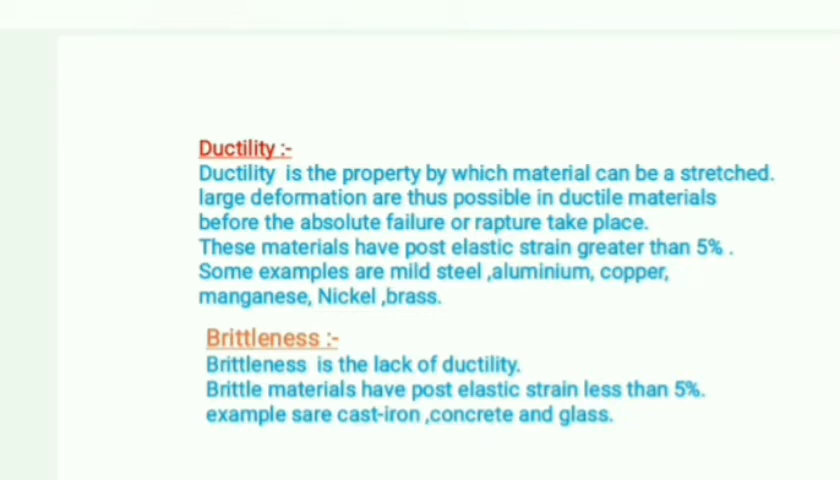 Ductility :-
Ductility is the property by which material can be a stretched.
large deformation are thus possible in ductile materials
before the absolute failure or rapture take place.
These materials have post elastic strain greater than 5% .
Some examples are mild steel ,aluminium, copper,
manganese, Nickel ,brass.
Brittleness :-
Brittleness is the lack of ductility.
Brittle materials have post elastic strain less than 5%.
example sare cast-iron ,concrete and glass.